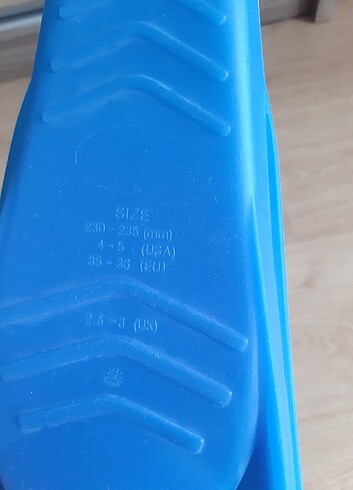 SIZE
230-235 (mm)
4-5 (USA)
35-36 (EU)
2.5-3 (UK)